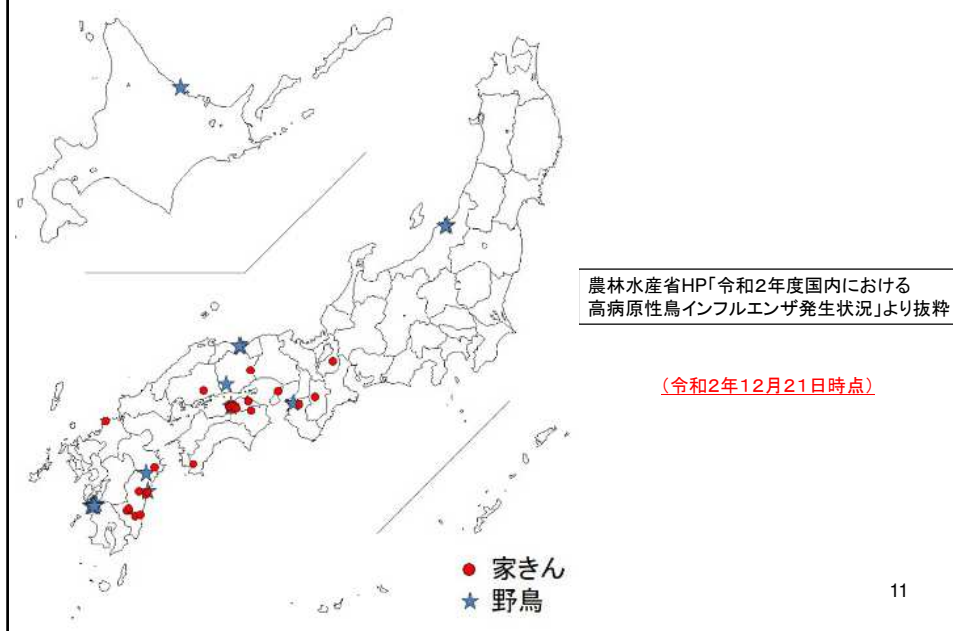 農林水産省HP「令和2年度国内における
高病原性鳥インフルエンザ発生状況」より抜粋
(令和2年12月21日時点)
家きん
野鳥
11